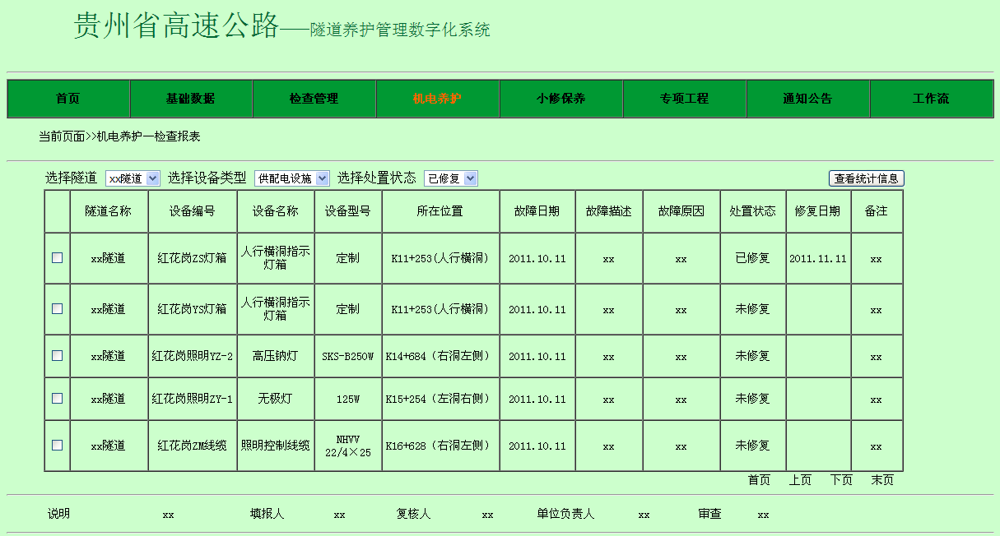 贵州省高速公路——隧道养护管理数字化系统
首页 基础数据 检查管理 机电养护 小修保养 专项工程 通知公告 工作流
当前页面>>机电养护—检查报表
选择隧道 xx隧道 选择设备类型 供配电设施 选择处置状态 已修复 查看统计信息
隧道名称 设备编号 设备名称 设备型号 所在位置 故障日期 故障描述 故障原因 处置状态 修复日期 备注
xx隧道 红花岗ZS灯箱 人行横洞指示灯箱 定制 K11+253(人行横洞) 2011.10.11 xx xx 已修复 2011.11.11 xx
xx隧道 红花岗YS灯箱 人行横洞指示灯箱 定制 K11+253(人行横洞) 2011.10.11 xx xx 未修复 xx
xx隧道 红花岗照明YZ-2 高压钠灯 SKS-B250W K14+684（右洞左侧） 2011.10.11 xx xx 未修复 xx
xx隧道 红花岗照明ZY-1 无极灯 125W K15+254（左洞右侧） 2011.10.11 xx xx 未修复 xx
xx隧道 红花岗ZM线缆 照明控制线缆 NHVV 22/4×25 K16+628（右洞左侧） 2011.10.11 xx xx 未修复 xx
首页 上页 下页 末页
说明 xx 填报人 xx 复核人 xx 单位负责人 xx 审查 xx